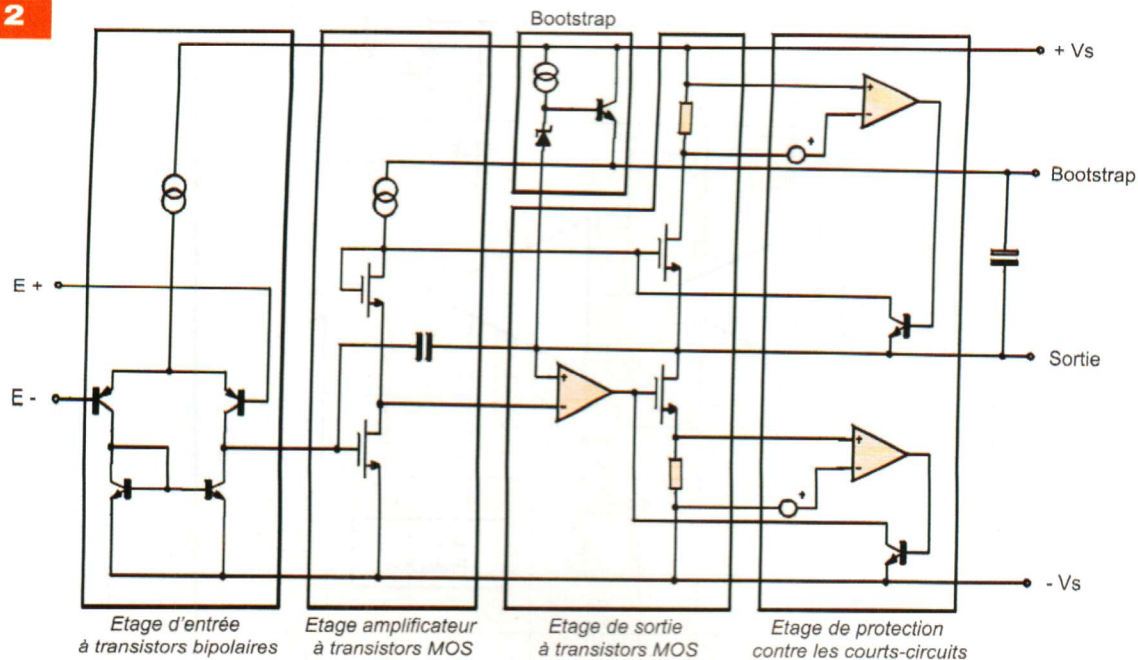 2
Bootstrap
+ Vs
Bootstrap
E +
Sortie
E -
- Vs
+
-
+
+
-
+
-
+
Etage d'entrée
à transistors bipolaires
Etage amplificateur
à transistors MOS
Etage de sortie
à transistors MOS
Etage de protection
contre les courts-circuits